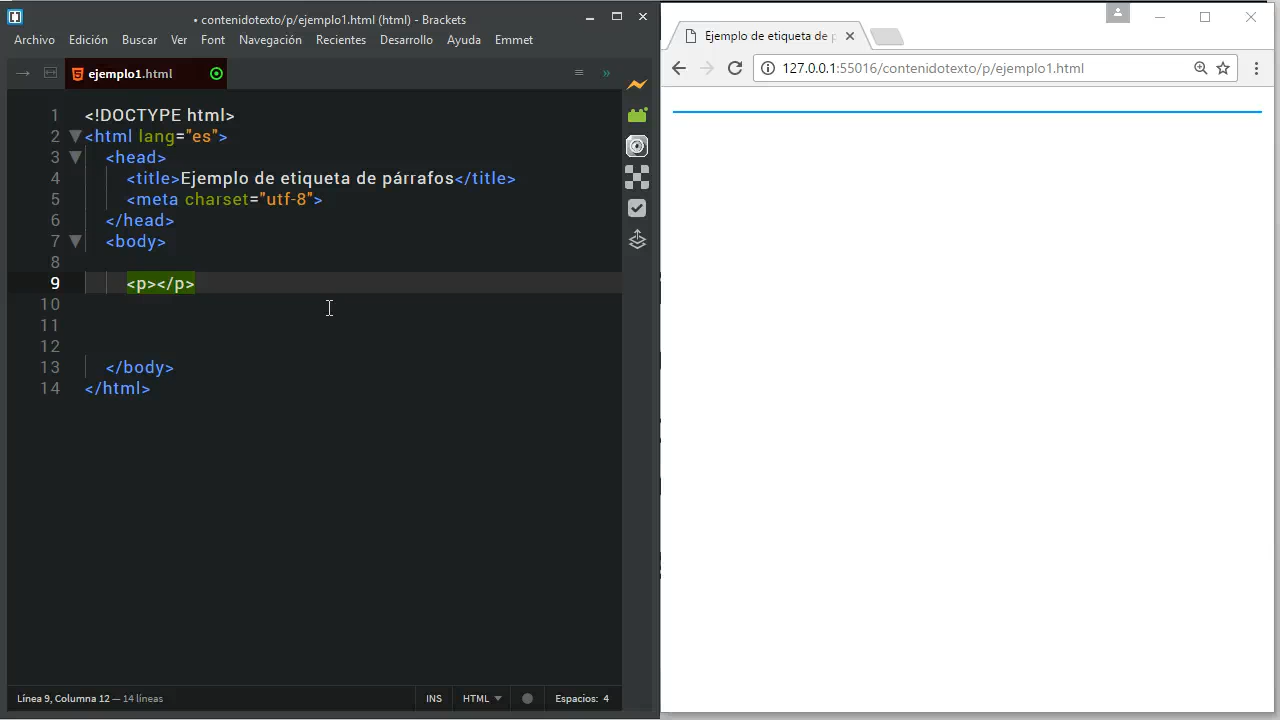 • contenidotexto/p/ejemplo1.html (html) - Brackets
Archivo Edición Buscar Ver Font Navegación Recientes Desarrollo Ayuda Emmet
ejemplo1.html
1 <!DOCTYPE html>
2 <html lang="es">
3 <head>
4 <title>Ejemplo de etiqueta de párrafos</title>
5 <meta charset="utf-8">
6 </head>
7 <body>
8
9 <p></p>
10
11
12
13 </body>
14 </html>
Línea 9, Columna 12 — 14 líneas
INS HTML Espacios: 4
Ejemplo de etiqueta de p
127.0.0.1:55016/contenidotexto/p/ejemplo1.html